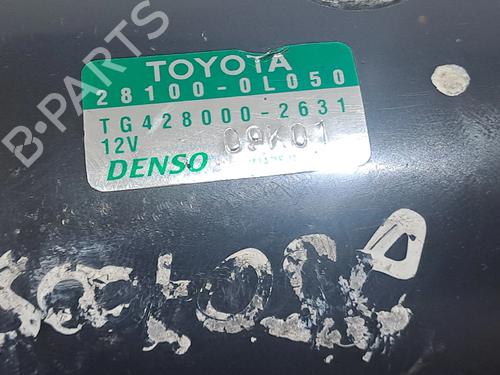 B-PARTS
TOYOTA
28100-0L050
TG428000-2631
12V 09K01
DENSO